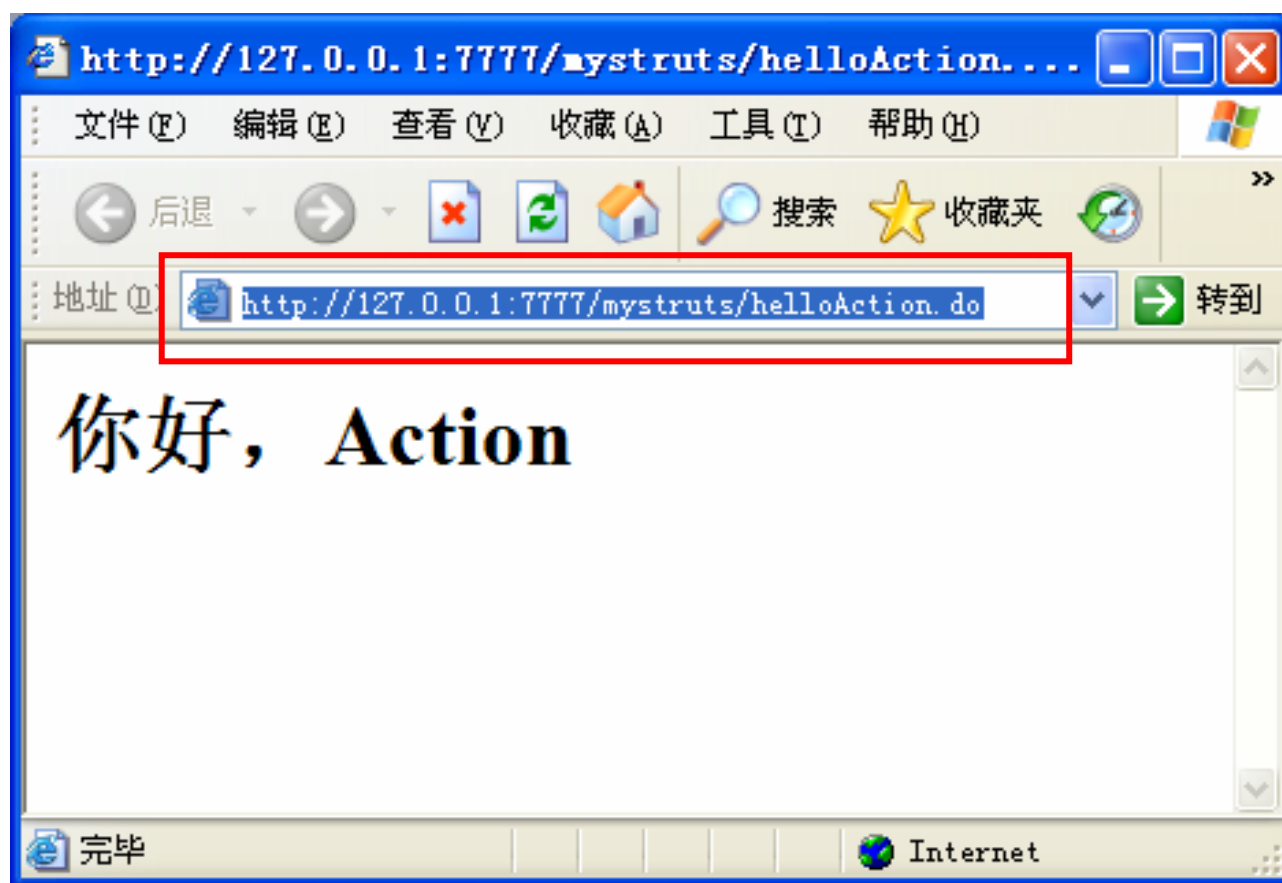 http://127.0.0.1:7777/mystruts/helloAction....
文件(F) 编辑(E) 查看(V) 收藏(A) 工具(T) 帮助(H)
后退 搜索 收藏夹 »
地址(D) http://127.0.0.1:7777/mystruts/helloAction.do 转到
你好，Action
完毕 Internet